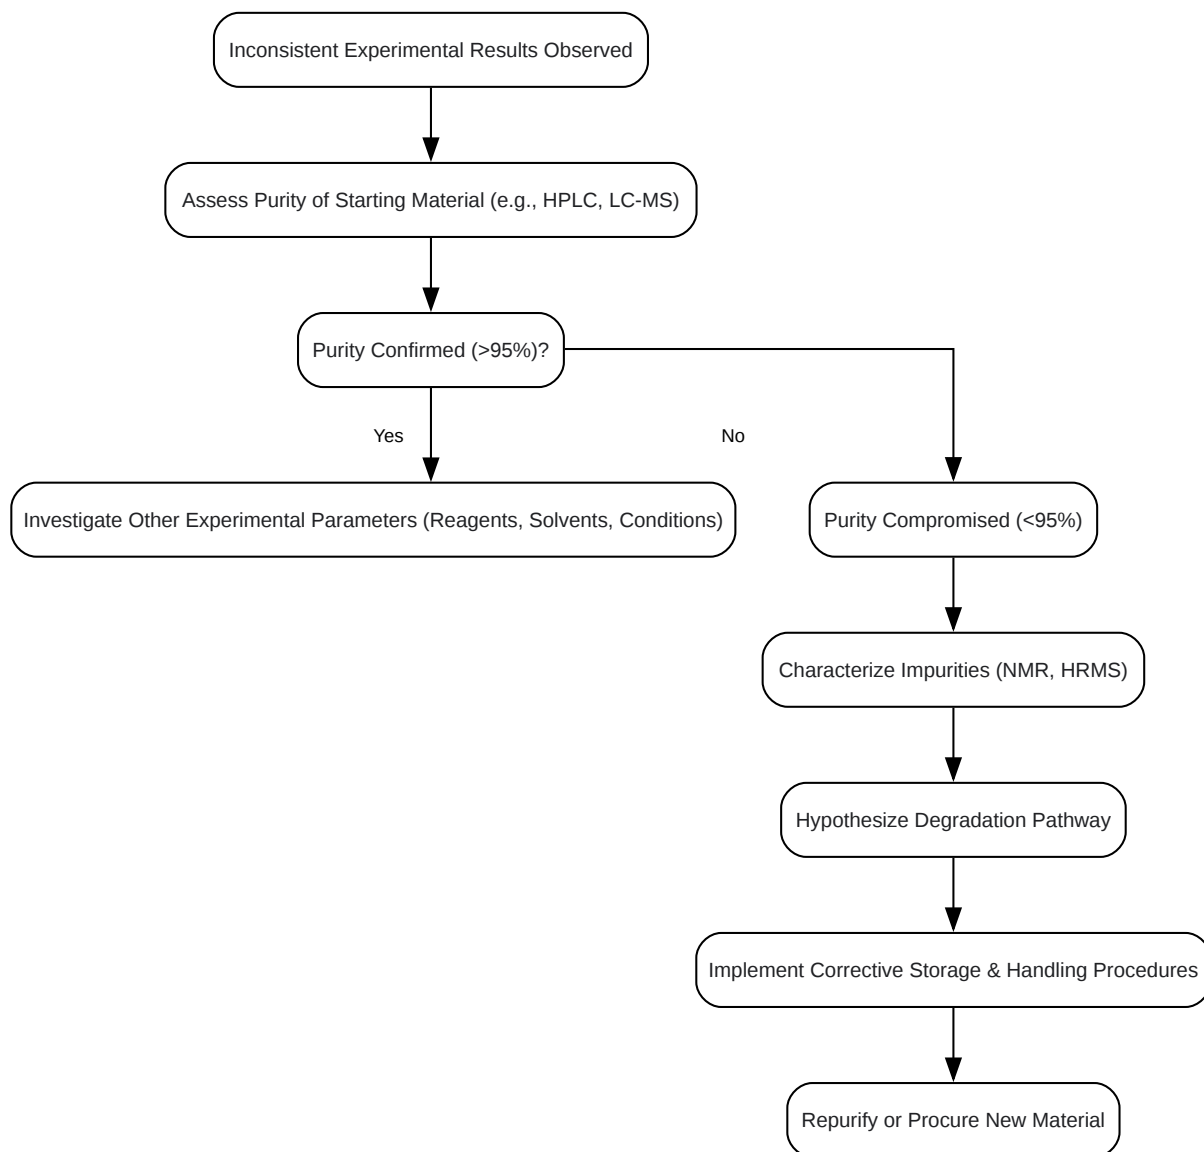 Inconsistent Experimental Results Observed
Assess Purity of Starting Material (e.g., HPLC, LC-MS)
Purity Confirmed (>95%)?
Yes
No
Investigate Other Experimental Parameters (Reagents, Solvents, Conditions)
Purity Compromised (<95%)
Characterize Impurities (NMR, HRMS)
Hypothesize Degradation Pathway
Implement Corrective Storage & Handling Procedures
Repurify or Procure New Material